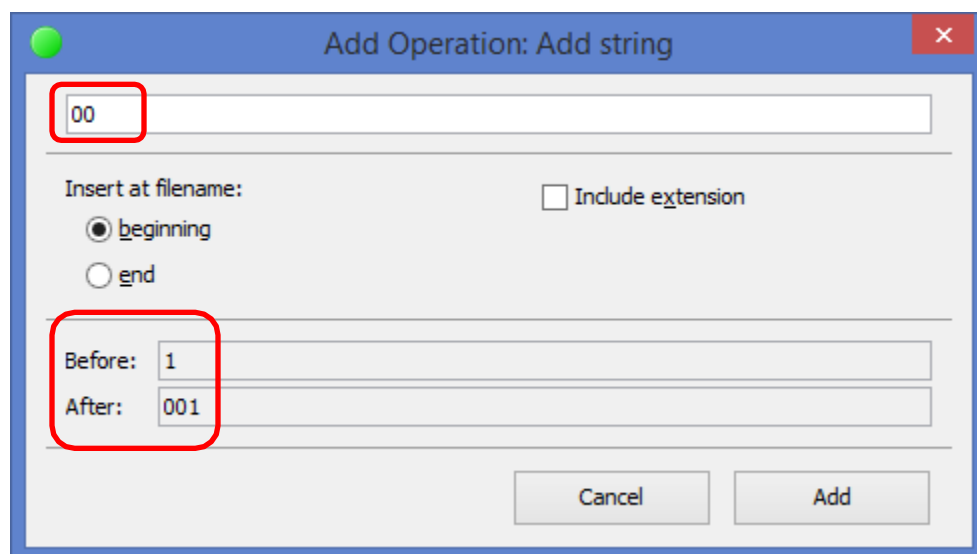 Add Operation: Add string
00
Insert at filename:
Include extension
beginning
end
Before: 1
After: 001
Cancel Add